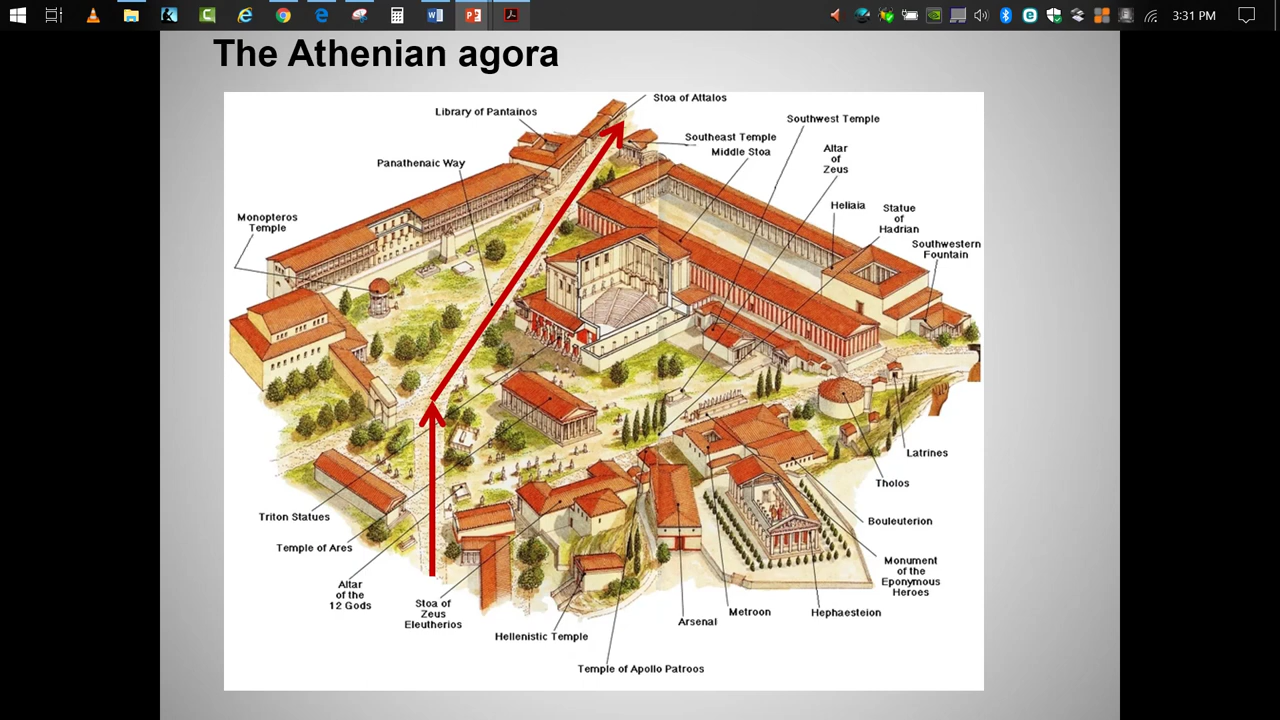 3:31 PM
The Athenian agora
Stoa of Attalos
Library of Pantainos
Southwest Temple
Southeast Temple
Middle Stoa
Altar
of
Zeus
Panathenaic Way
Heliaia
Statue
of
Hadrian
Monopteros
Temple
Southwestern
Fountain
Latrines
Tholos
Triton Statues
Bouleuterion
Temple of Ares
Monument
of the
Eponymous
Heroes
Altar
of the
12 Gods
Stoa of
Zeus
Eleutherios
Metroon
Hephaesteion
Arsenal
Hellenistic Temple
Temple of Apollo Patroos